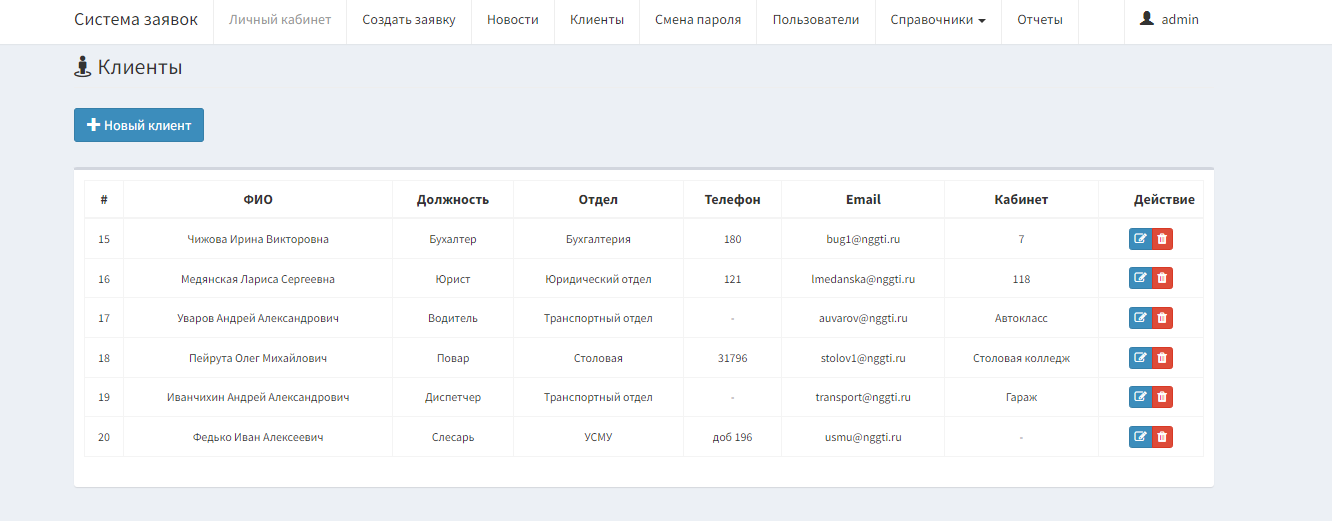 Система заявок Личный кабинет Создать заявку Новости Клиенты Смена пароля Пользователи Справочники Отчеты admin
Клиенты
Новый клиент
# ФИО Должность Отдел Телефон Email Кабинет Действие
15 Чижова Ирина Викторовна Бухалтер Бухгалтерия 180 bug1@nggti.ru 7
16 Медянская Лариса Сергеевна Юрист Юридический отдел 121 lmedanska@nggti.ru 118
17 Уваров Андрей Александрович Водитель Транспортный отдел - auvarov@nggti.ru Автокласс
18 Пейрута Олег Михайлович Повар Столовая 31796 stolov1@nggti.ru Столовая колледж
19 Иванчихин Андрей Александрович Диспетчер Транспортный отдел - transport@nggti.ru Гараж
20 Федько Иван Алексеевич Слесарь УСМУ доб 196 usmu@nggti.ru -